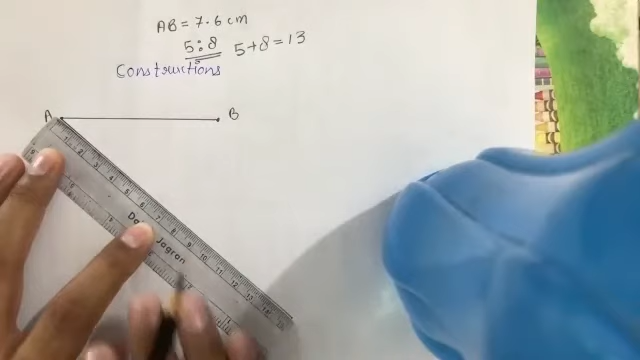 AB = 7.6 cm
5:8 5+8=13
Constructions
A B
Jagran